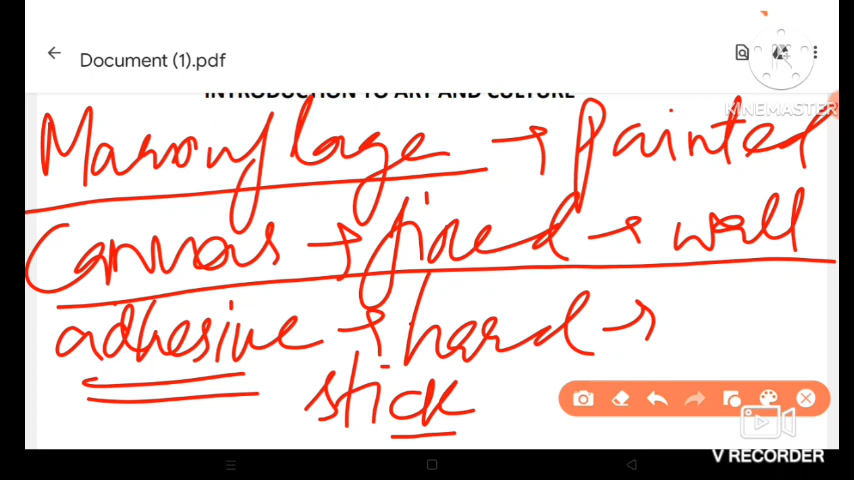 Document (1).pdf
KINEMASTER
INTRODUCTION TO ART AND CULTURE
Marouflage → Painted
Canvas → fixed → wall
adhesive → hard →
stick
V RECORDER